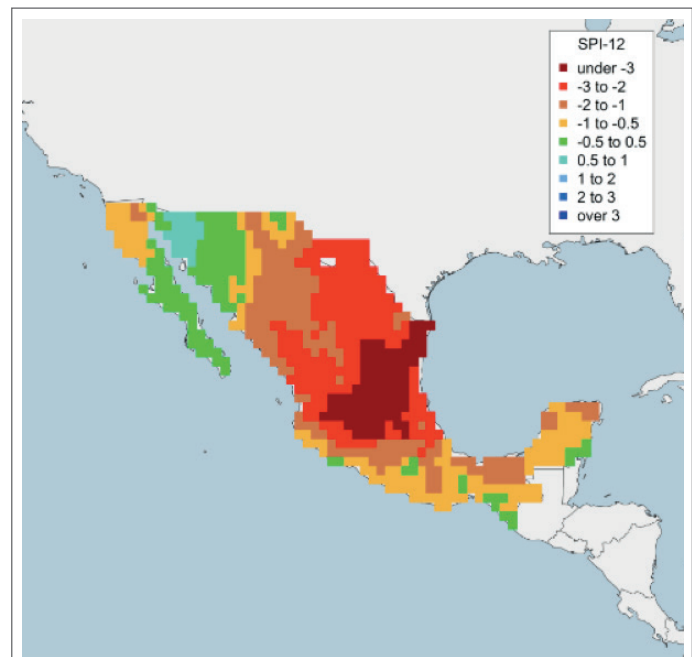 SPI-12
under -3
-3 to -2
-2 to -1
-1 to -0.5
-0.5 to 0.5
0.5 to 1
1 to 2
2 to 3
over 3